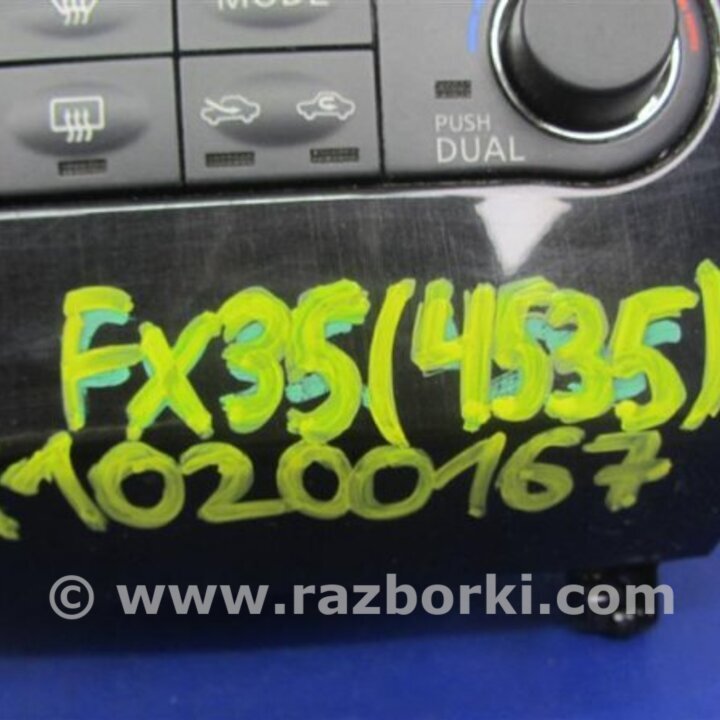 MODE
PUSH
DUAL
FX35(4535)
10200167
© www.razborki.com